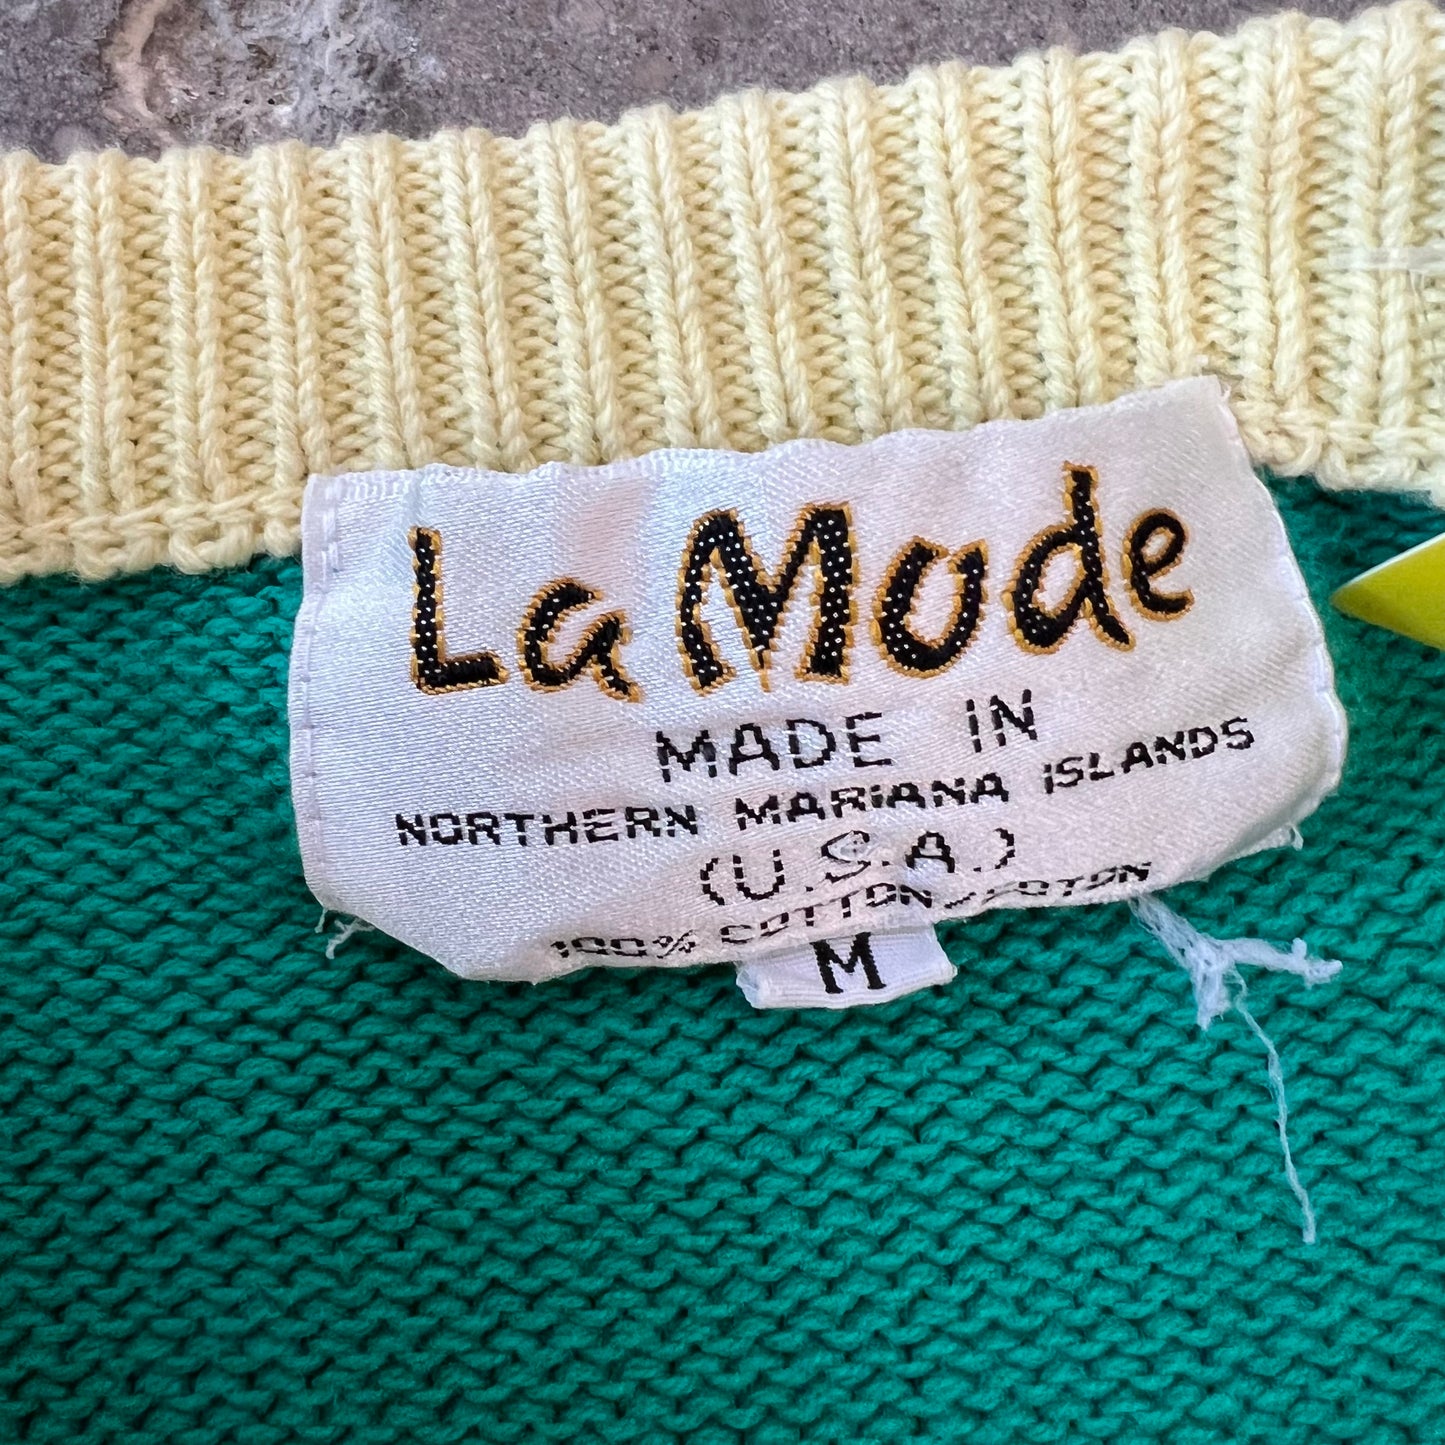 La Mode
MADE IN
NORTHERN MARIANA ISLANDS
(U.S.A.)
100% COTTON/COTON
M